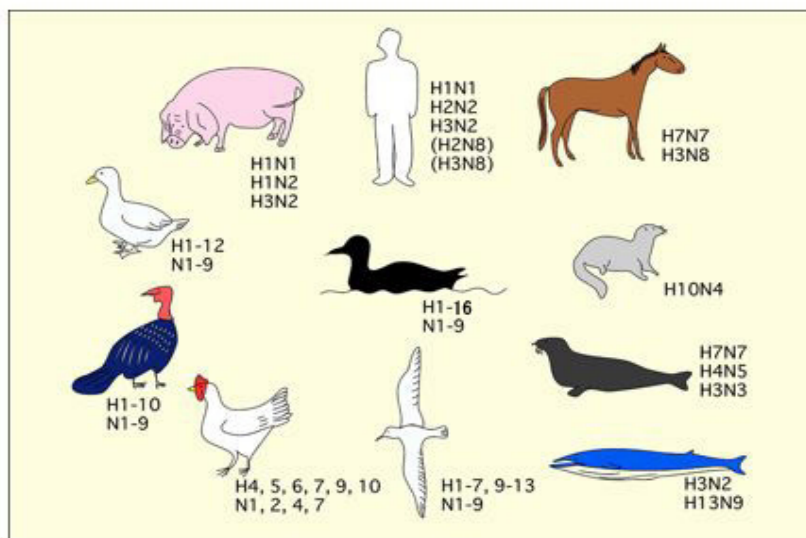 H1N1
H1N2
H3N2
H1N1
H2N2
H3N2
(H2N8)
(H3N8)
H7N7
H3N8
H1-12
N1-9
H1-16
N1-9
H10N4
H1-10
N1-9
H7N7
H4N5
H3N3
H4, 5, 6, 7, 9, 10
N1, 2, 4, 7
H1-7, 9-13
N1-9
H3N2
H13N9